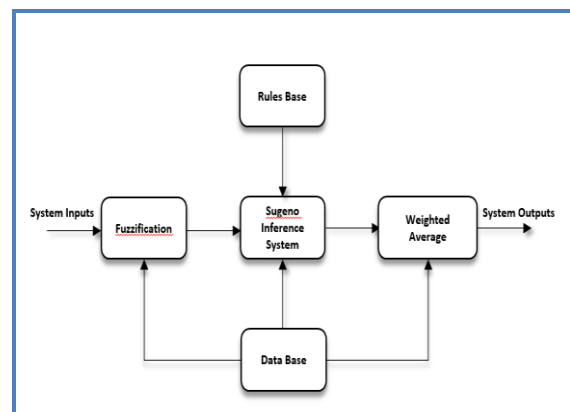 Rules Base
System Inputs
Fuzzification
Sugeno
Inference
System
Weighted
Average
System Outputs
Data Base